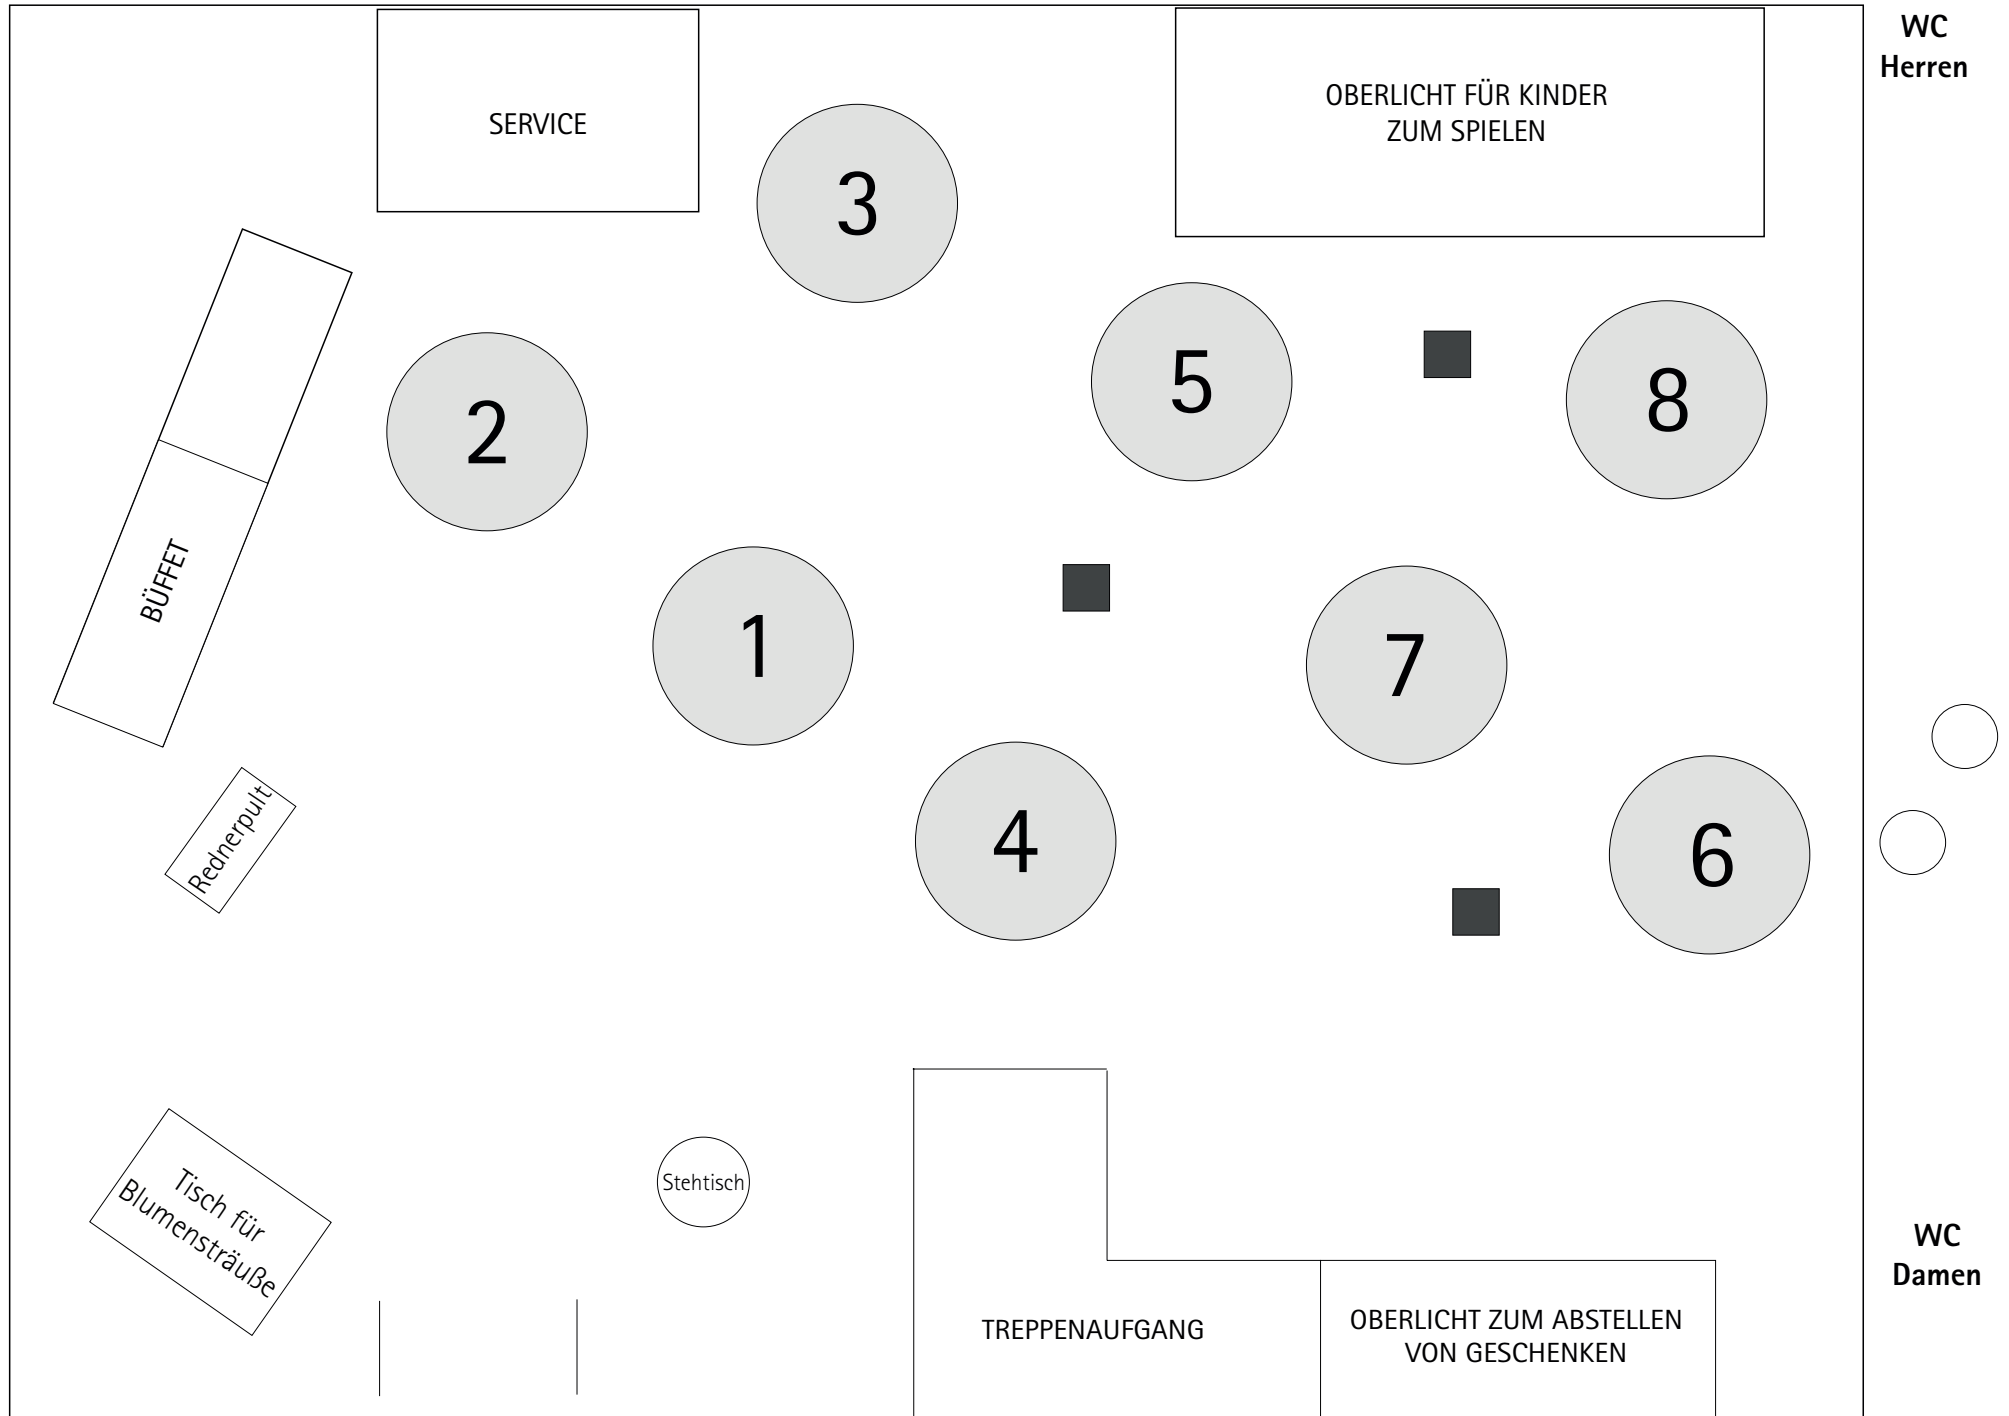 WC
Herren
SERVICE
OBERLICHT FÜR KINDER
ZUM SPIELEN
3
5
8
2
BÜFFET
1
7
Rednerpult
4
6
Tisch für
Blumensträuße
Stehtisch
WC
Damen
TREPPENAUFGANG
OBERLICHT ZUM ABSTELLEN
VON GESCHENKEN